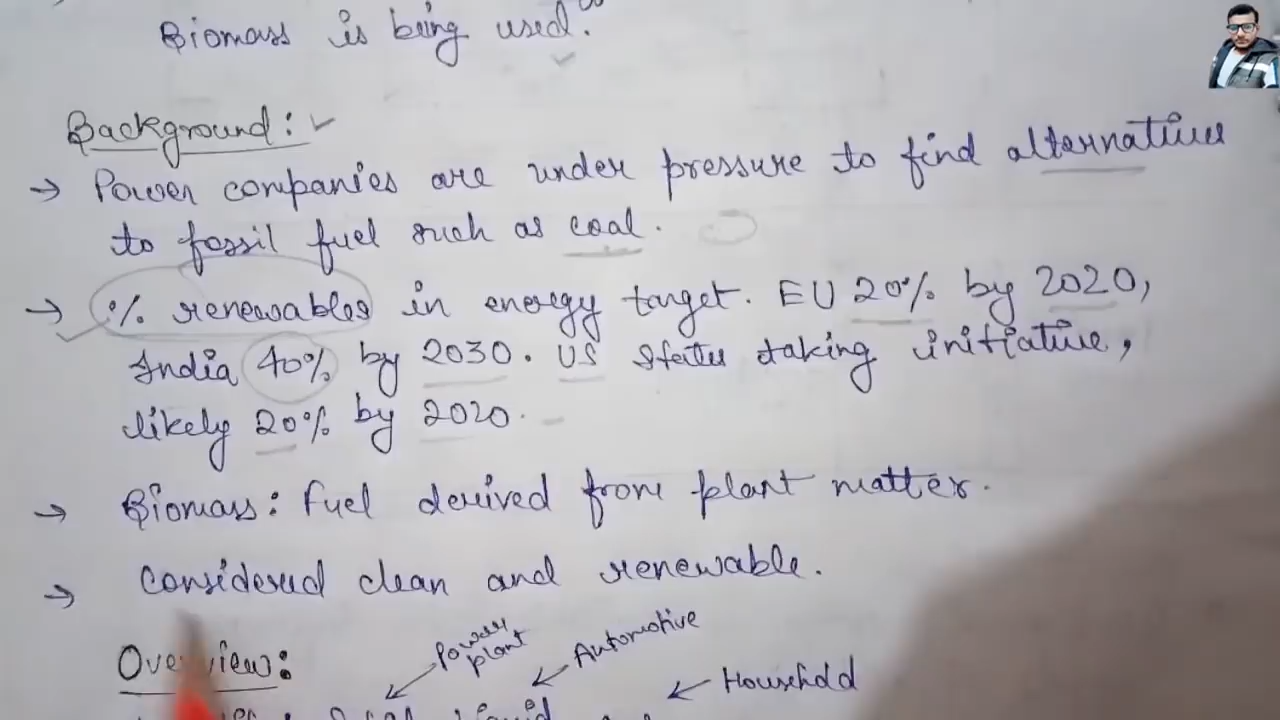 Biomass is being used.
Background:
→ Power companies are under pressure to find alternatives
to fossil fuel such as coal.
→ % renewables in energy target. EU 20% by 2020,
India 40% by 2030. US States taking initiative,
likely 20% by 2020.
→ Biomass: fuel derived from plant matter.
→ Considered clean and renewable.
Overview:
Power plant
Automotive
Household